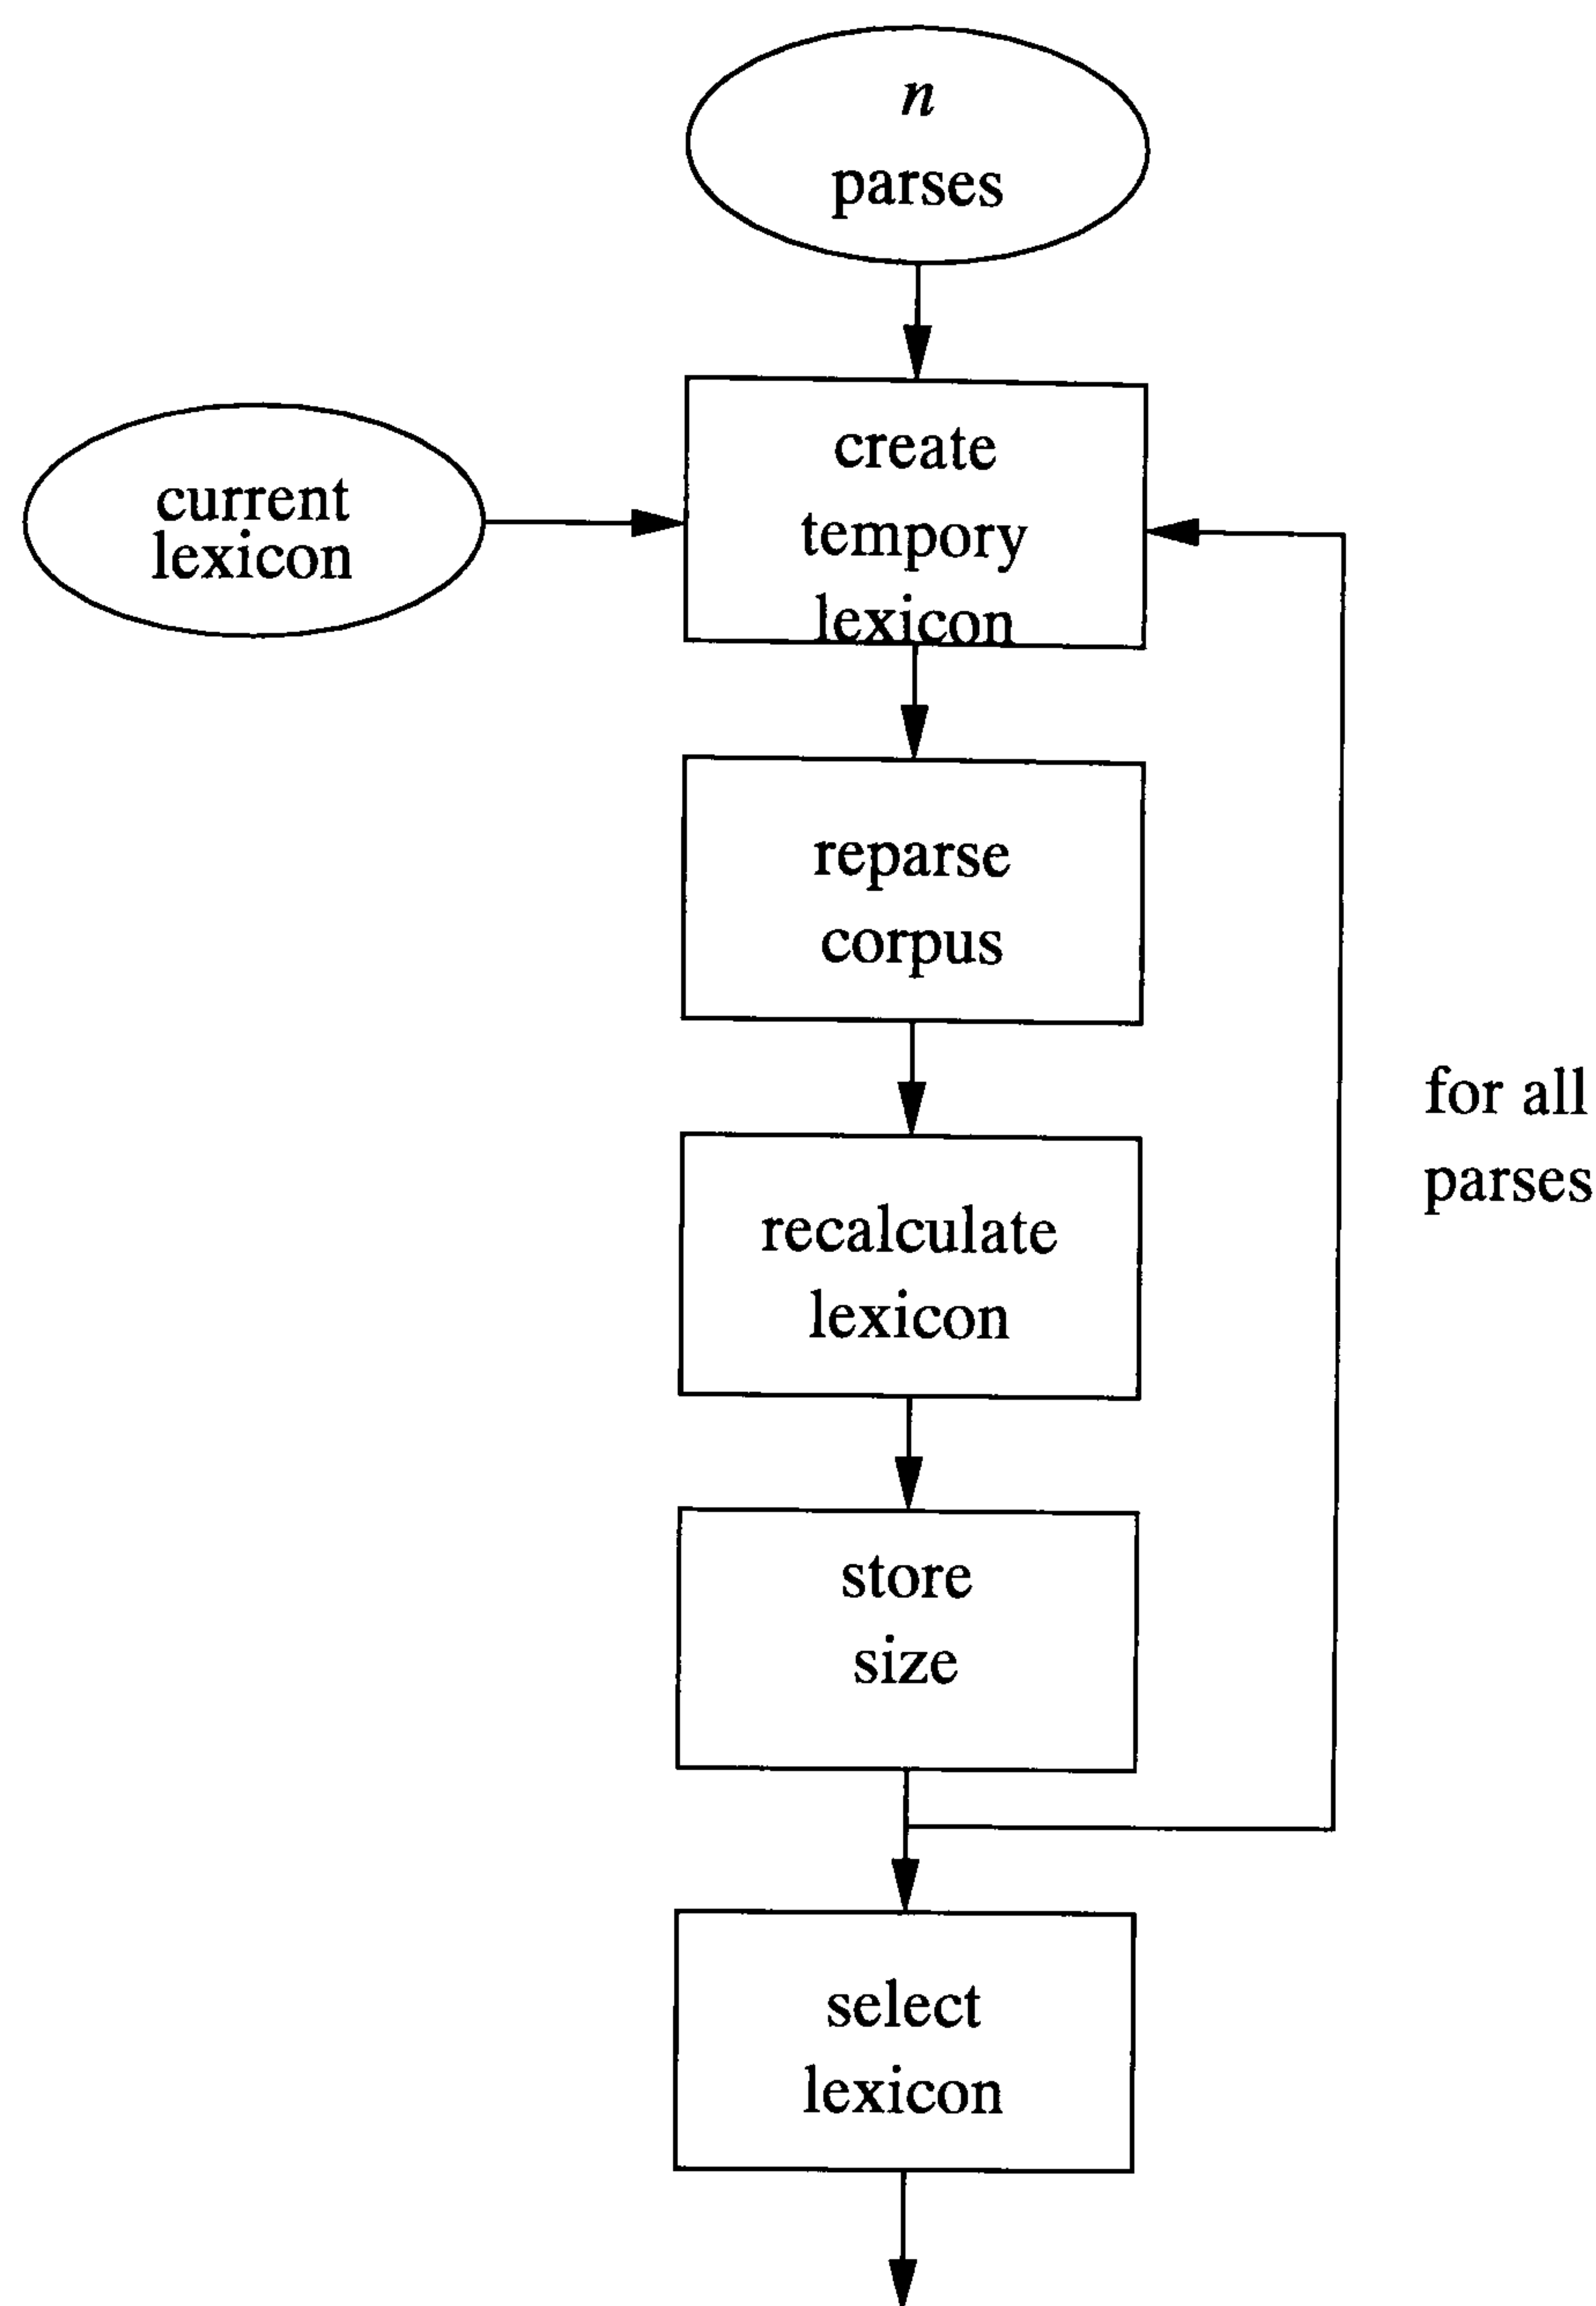 n
parses
current
lexicon
create
tempory
lexicon
reparse
corpus
for all
parses
recalculate
lexicon
store
size
select
lexicon